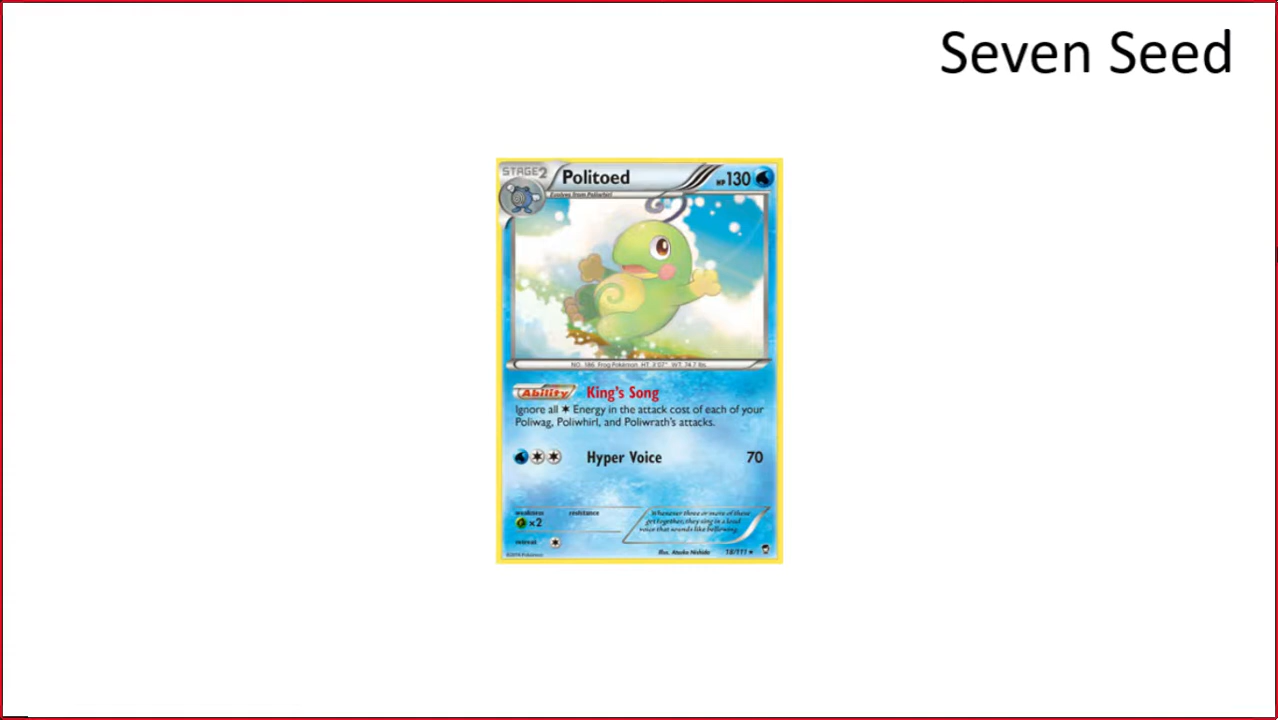 Seven Seed
STAGE2 Politoed HP130
Evolves from Poliwhirl
NO. 186 Frog Pokémon HT. 3'07" WT. 74.7 lbs.
Ability King's Song
Ignore all Energy in the attack cost of each of your
Poliwag, Poliwhirl, and Poliwrath's attacks.
Hyper Voice 70
weakness resistance
×2
Whenever three or more of these
get together, they sing in a loud
voice that sounds like bellowing.
retreat
Illus. Atsuko Nishida 18/111
©2014 Pokémon